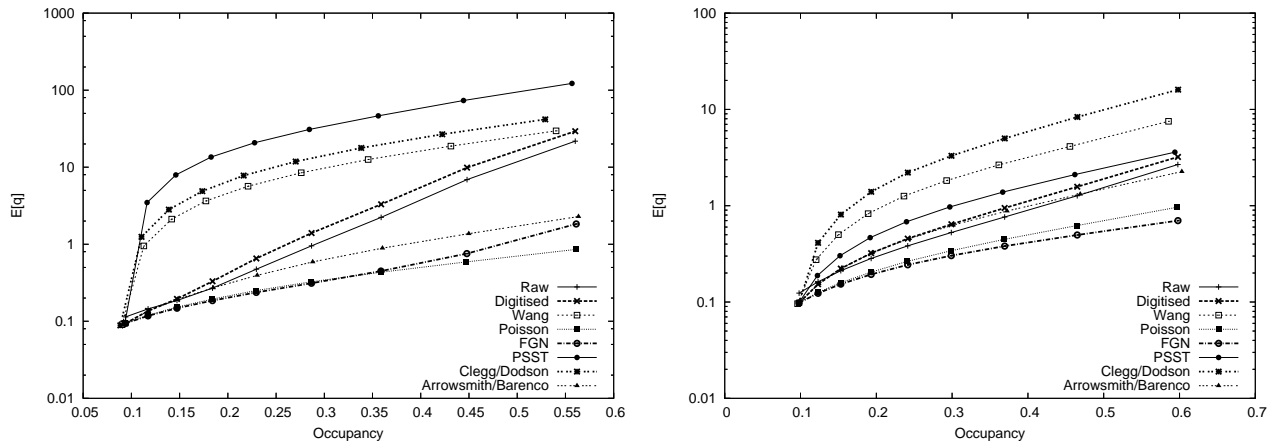 1000
100
10
1
0.1
0.01
E[q]
0.05
0.1
0.15
0.2
0.25
0.3
0.35
0.4
0.45
0.5
0.55
0.6
Occupancy
Raw
Digitised
Wang
Poisson
FGN
PSST
Clegg/Dodson
Arrowsmith/Barenco
100
10
1
0.1
0.01
E[q]
0
0.1
0.2
0.3
0.4
0.5
0.6
0.7
Occupancy
Raw
Digitised
Wang
Poisson
FGN
PSST
Clegg/Dodson
Arrowsmith/Barenco